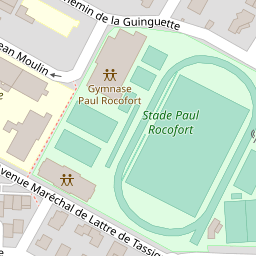 hemin de la Guinguette
ean Moulin
Gymnase
Paul Rocofort
Stade Paul
Rocofort
venue Maréchal de Lattre de Tassig